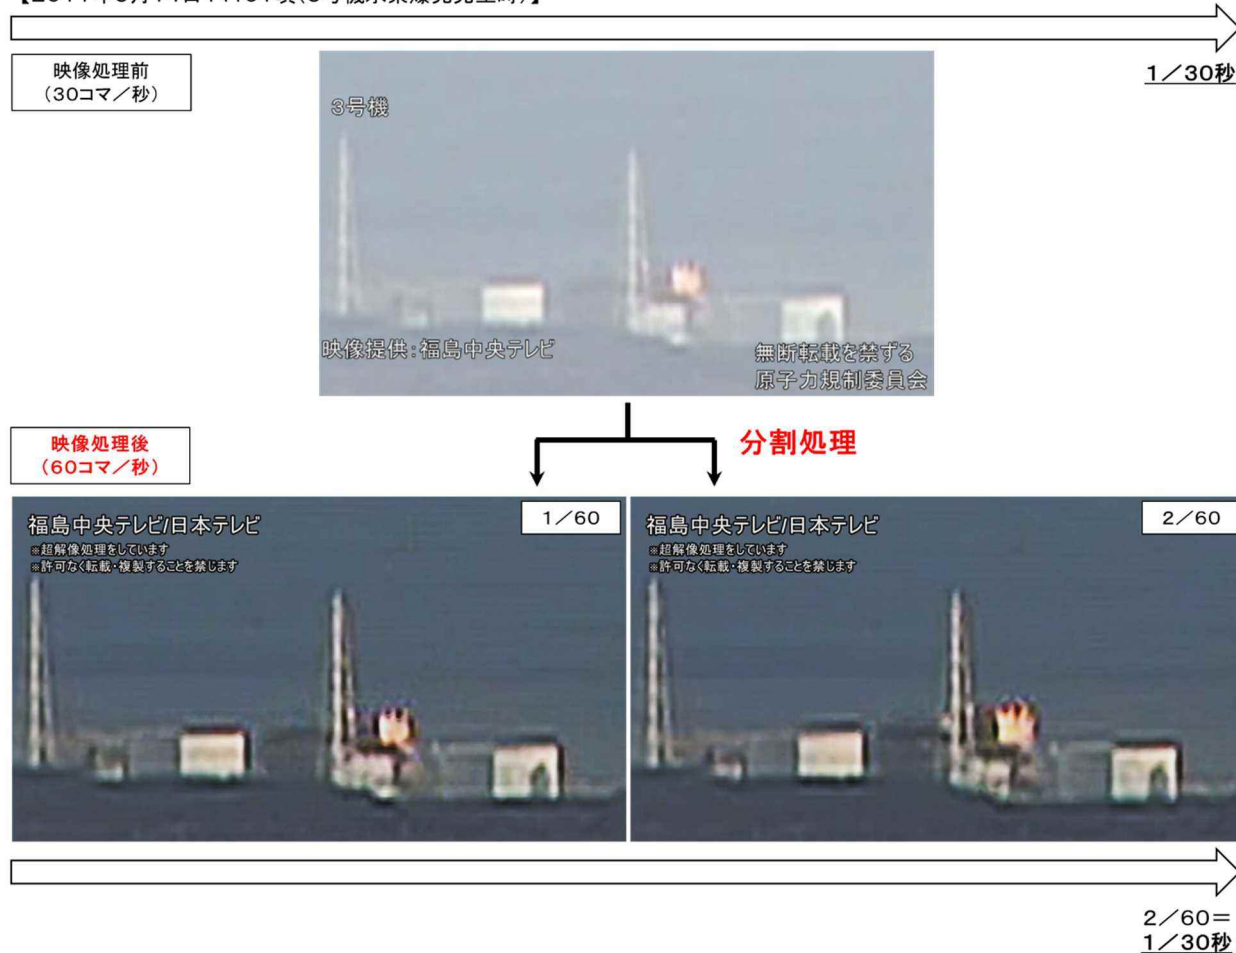 映像処理前
(30コマ/秒)
1/30秒
3号機
映像提供:福島中央テレビ
無断転載を禁ずる
原子力規制委員会
映像処理後
(60コマ/秒)
分割処理
福島中央テレビ/日本テレビ
※超解像処理をしています
※許可なく転載・複製することを禁じます
1/60
福島中央テレビ/日本テレビ
※超解像処理をしています
※許可なく転載・複製することを禁じます
2/60
2/60=
1/30秒